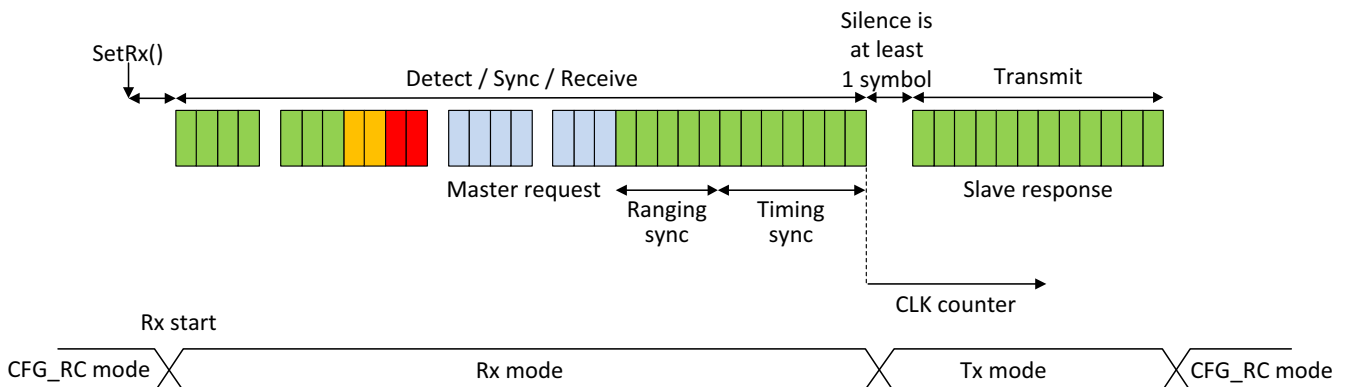 Silence is
at least
1 symbol
SetRx()
Detect / Sync / Receive
Transmit
Master request
Ranging
sync
Timing
sync
Slave response
CLK counter
Rx start
CFG_RC mode
Rx mode
Tx mode
CFG_RC mode